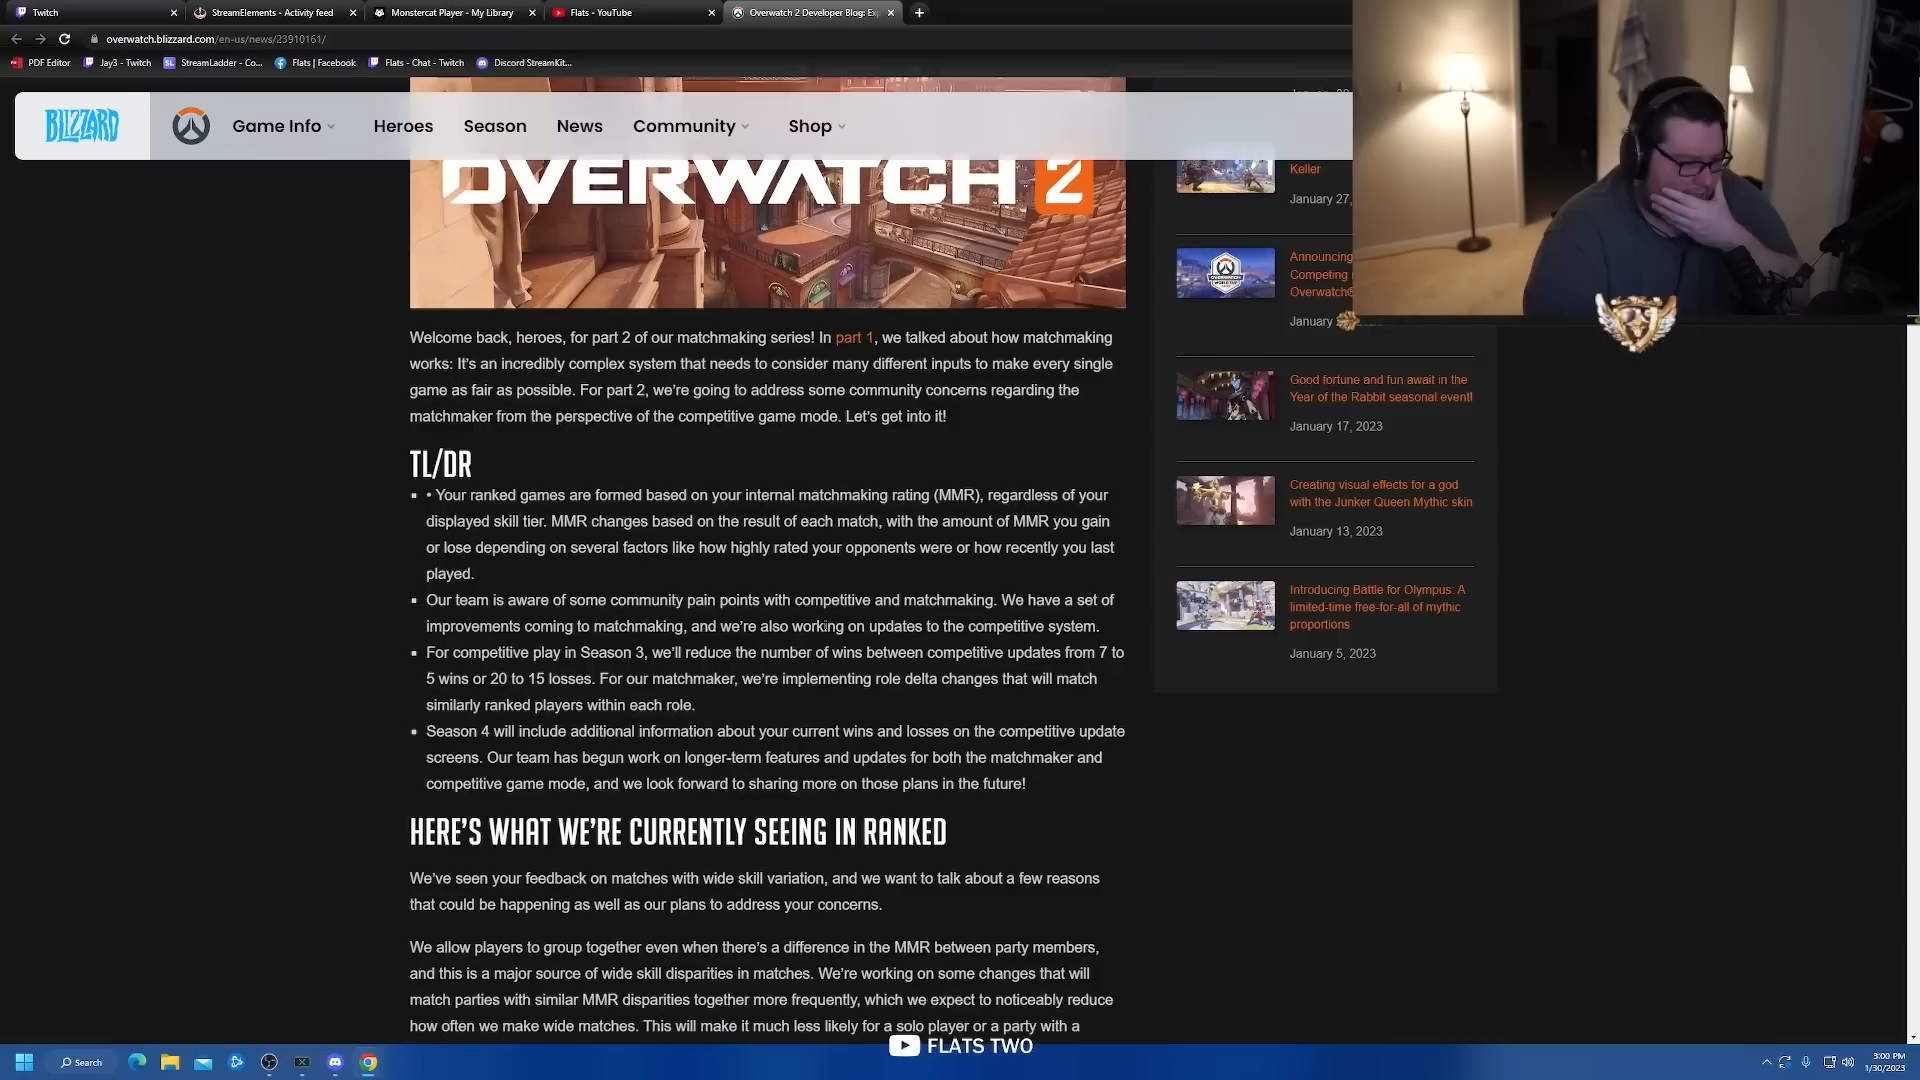 Twitch
StreamElements - Activity feed
Monstercat Player - My Library
Flats - YouTube
Overwatch 2 Developer Blog: Exp
overwatch.blizzard.com/en-us/news/23910161/
PDF Editor
Jay3 - Twitch
StreamLadder - Co...
Flats | Facebook
Flats - Chat - Twitch
Discord StreamKit...
BLIZZARD
Game Info
Heroes
Season
News
Community
Shop
OVERWATCH 2
Welcome back, heroes, for part 2 of our matchmaking series! In part 1, we talked about how matchmaking
works: It's an incredibly complex system that needs to consider many different inputs to make every single
game as fair as possible. For part 2, we're going to address some community concerns regarding the
matchmaker from the perspective of the competitive game mode. Let's get into it!
TL/DR
▪ • Your ranked games are formed based on your internal matchmaking rating (MMR), regardless of your
displayed skill tier. MMR changes based on the result of each match, with the amount of MMR you gain
or lose depending on several factors like how highly rated your opponents were or how recently you last
played.
▪ Our team is aware of some community pain points with competitive and matchmaking. We have a set of
improvements coming to matchmaking, and we're also working on updates to the competitive system.
▪ For competitive play in Season 3, we'll reduce the number of wins between competitive updates from 7 to
5 wins or 20 to 15 losses. For our matchmaker, we're implementing role delta changes that will match
similarly ranked players within each role.
▪ Season 4 will include additional information about your current wins and losses on the competitive update
screens. Our team has begun work on longer-term features and updates for both the matchmaker and
competitive game mode, and we look forward to sharing more on those plans in the future!
HERE'S WHAT WE'RE CURRENTLY SEEING IN RANKED
We've seen your feedback on matches with wide skill variation, and we want to talk about a few reasons
that could be happening as well as our plans to address your concerns.
We allow players to group together even when there's a difference in the MMR between party members,
and this is a major source of wide skill disparities in matches. We're working on some changes that will
match parties with similar MMR disparities together more frequently, which we expect to noticeably reduce
how often we make wide matches. This will make it much less likely for a solo player or a party with a
Keller
January 27,
Announcing
Competing
Overwatch®
January
Good fortune and fun await in the
Year of the Rabbit seasonal event!
January 17, 2023
Creating visual effects for a god
with the Junker Queen Mythic skin
January 13, 2023
Introducing Battle for Olympus: A
limited-time free-for-all of mythic
proportions
January 5, 2023
FLATS TWO
Search
3:00 PM
1/30/2023